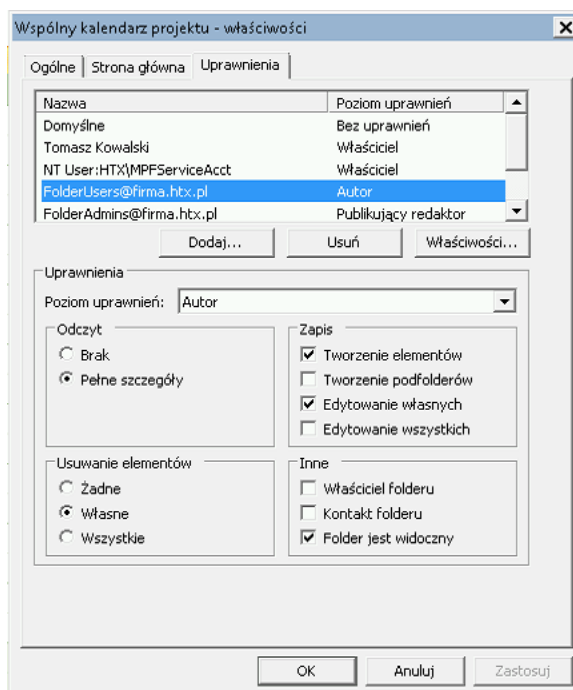 Wspólny kalendarz projektu - właściwości
Ogólne Strona główna Uprawnienia
Nazwa Poziom uprawnień
Domyślne Bez uprawnień
Tomasz Kowalski Właściciel
NT User:HTX\MPFServiceAcct Właściciel
FolderUsers@firma.htx.pl Autor
FolderAdmins@firma.htx.pl Publikujący redaktor
Dodaj... Usuń Właściwości...
Uprawnienia
Poziom uprawnień: Autor
Odczyt
Brak
Pełne szczegóły
Zapis
Tworzenie elementów
Tworzenie podfolderów
Edytowanie własnych
Edytowanie wszystkich
Usuwanie elementów
Żadne
Własne
Wszystkie
Inne
Właściciel folderu
Kontakt folderu
Folder jest widoczny
OK Anuluj Zastosuj